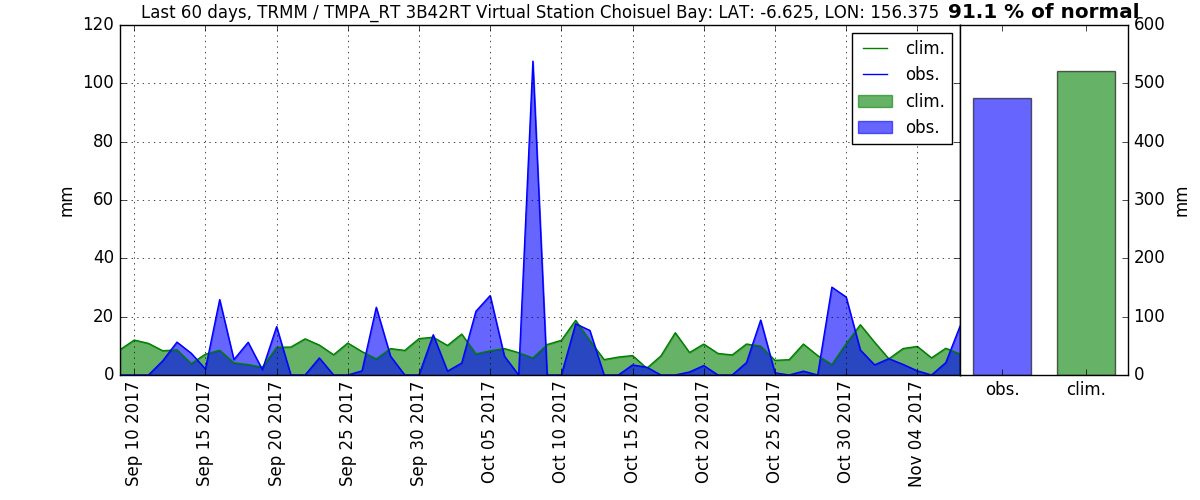 Last 60 days, TRMM / TMPA_RT 3B42RT Virtual Station Choisuel Bay: LAT: -6.625, LON: 156.375 91.1 % of normal
120
100
80
60
40
20
0
mm
clim.
obs.
clim.
obs.
Sep 10 2017
Sep 15 2017
Sep 20 2017
Sep 25 2017
Sep 30 2017
Oct 05 2017
Oct 10 2017
Oct 15 2017
Oct 20 2017
Oct 25 2017
Oct 30 2017
Nov 04 2017
600
500
400
300
200
100
0
mm
obs.
clim.